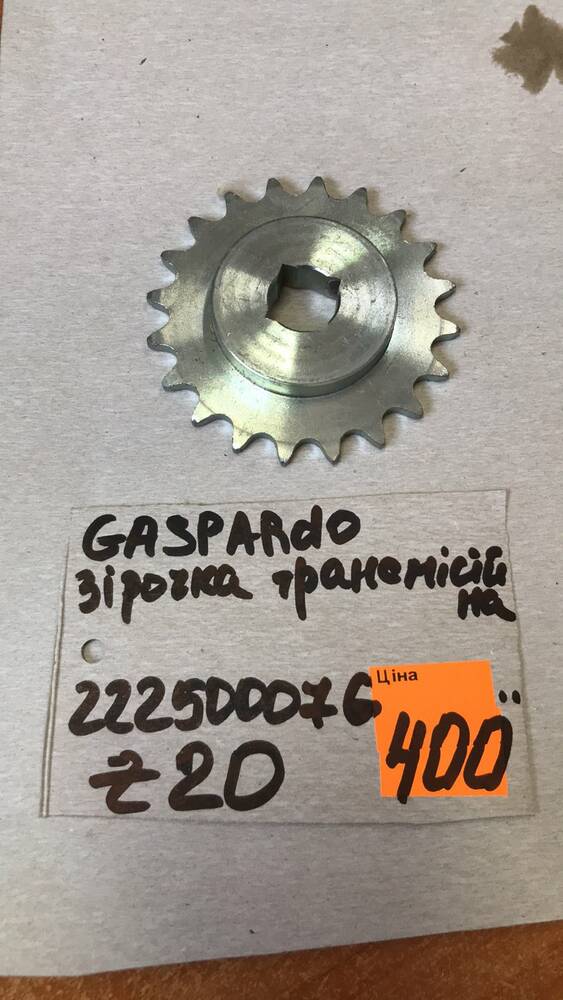 GASPARdO
зірочка трансмісій
на
222500076
Ціна
400
z20